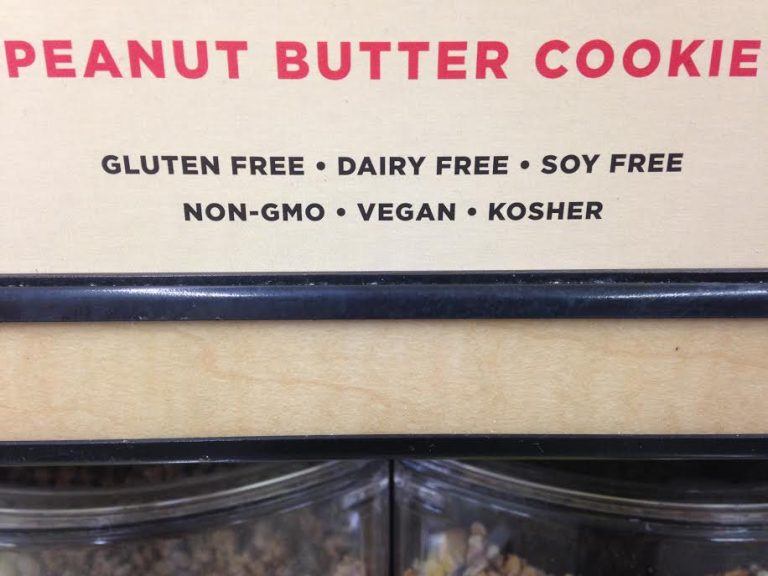 PEANUT BUTTER COOKIE
GLUTEN FREE • DAIRY FREE • SOY FREE
NON-GMO • VEGAN • KOSHER